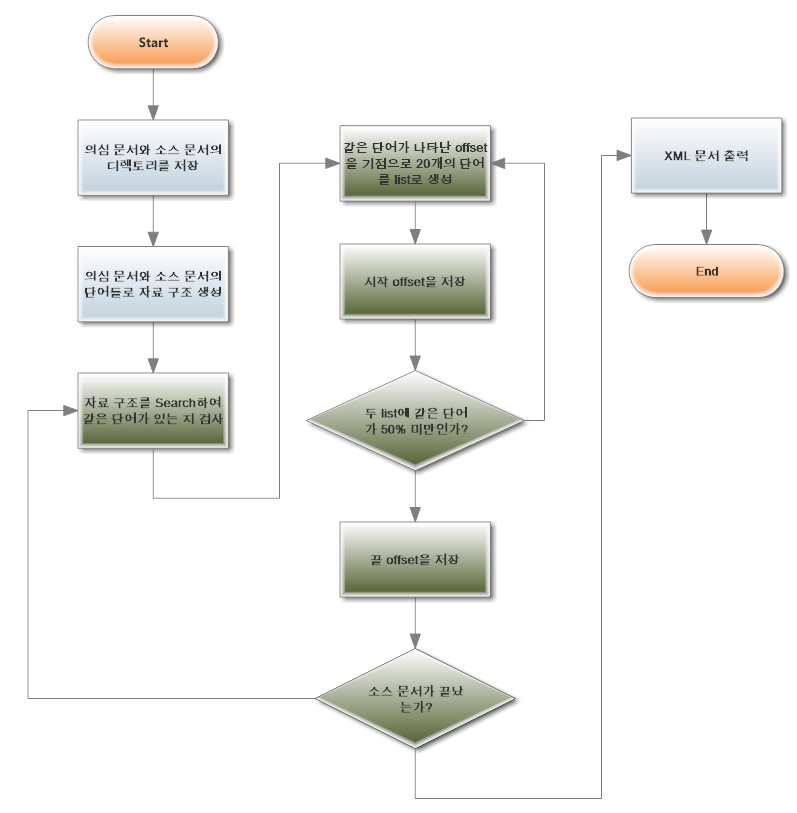 Start
의심 문서와 소스 문서의
디렉토리를 저장
의심 문서와 소스 문서의
단어들로 자료 구조 생성
자료 구조를 Search하여
같은 단어가 있는 지 검사
같은 단어가 나타난 offset
을 기점으로 20개의 단어
를 list로 생성
시작 offset을 저장
두 list에 같은 단어
가 50% 미만인가?
끝 offset을 저장
소스 문서가 끝났
는가?
XML 문서 출력
End